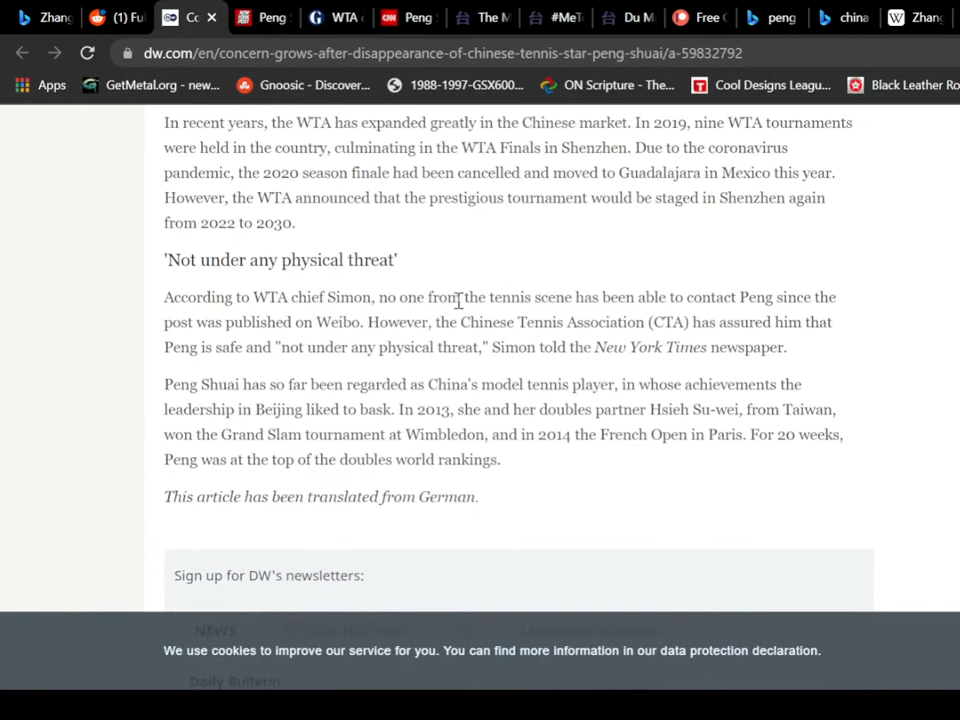 Zhang
(1) Ful
Co
Peng
WTA
Peng
The M
#MeT
Du M
Free C
peng
china
Zhang
dw.com/en/concern-grows-after-disappearance-of-chinese-tennis-star-peng-shuai/a-59832792
Apps
GetMetal.org - new...
Gnoosic - Discover...
1988-1997-GSX600...
ON Scripture - The...
Cool Designs Leagu...
Black Leather Ro
In recent years, the WTA has expanded greatly in the Chinese market. In 2019, nine WTA tournaments
were held in the country, culminating in the WTA Finals in Shenzhen. Due to the coronavirus
pandemic, the 2020 season finale had been cancelled and moved to Guadalajara in Mexico this year.
However, the WTA announced that the prestigious tournament would be staged in Shenzhen again
from 2022 to 2030.
'Not under any physical threat'
According to WTA chief Simon, no one from the tennis scene has been able to contact Peng since the
post was published on Weibo. However, the Chinese Tennis Association (CTA) has assured him that
Peng is safe and "not under any physical threat," Simon told the New York Times newspaper.
Peng Shuai has so far been regarded as China's model tennis player, in whose achievements the
leadership in Beijing liked to bask. In 2013, she and her doubles partner Hsieh Su-wei, from Taiwan,
won the Grand Slam tournament at Wimbledon, and in 2014 the French Open in Paris. For 20 weeks,
Peng was at the top of the doubles world rankings.
This article has been translated from German.
Sign up for DW's newsletters:
NEWS
We use cookies to improve our service for you. You can find more information in our data protection declaration.
Daily Bulletin